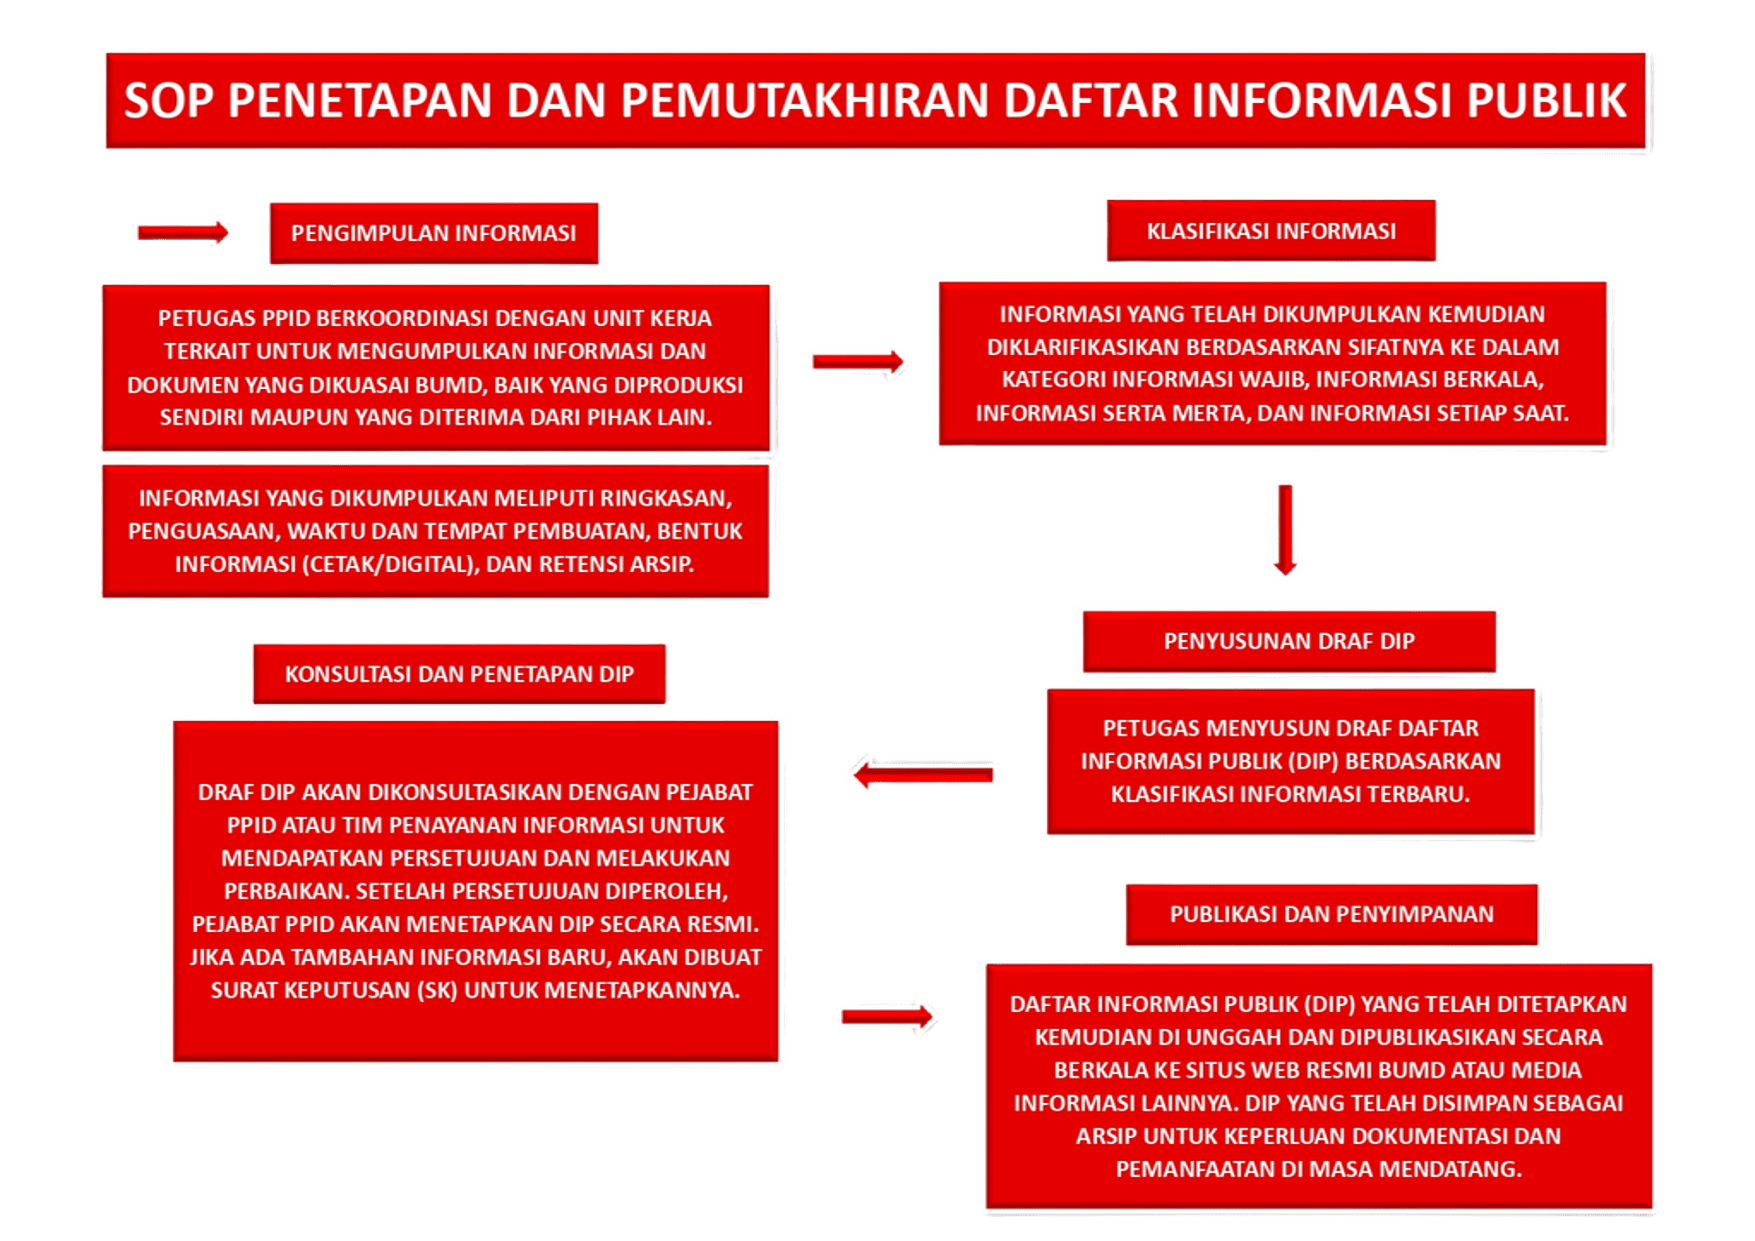 SOP PENETAPAN DAN PEMUTAKHIRAN DAFTAR INFORMASI PUBLIK
PENGIMPULAN INFORMASI
PETUGAS PPID BERKOORDINASI DENGAN UNIT KERJA
TERKAIT UNTUK MENGUMPULKAN INFORMASI DAN
DOKUMEN YANG DIKUASAI BUMD, BAIK YANG DIPRODUKSI
SENDIRI MAUPUN YANG DITERIMA DARI PIHAK LAIN.
INFORMASI YANG DIKUMPULKAN MELIPUTI RINGKASAN,
PENGUASAAN, WAKTU DAN TEMPAT PEMBUATAN, BENTUK
INFORMASI (CETAK/DIGITAL), DAN RETENSI ARSIP.
KLASIFIKASI INFORMASI
INFORMASI YANG TELAH DIKUMPULKAN KEMUDIAN
DIKLARIFIKASIKAN BERDASARKAN SIFATNYA KE DALAM
KATEGORI INFORMASI WAJIB, INFORMASI BERKALA,
INFORMASI SERTA MERTA, DAN INFORMASI SETIAP SAAT.
PENYUSUNAN DRAF DIP
PETUGAS MENYUSUN DRAF DAFTAR
INFORMASI PUBLIK (DIP) BERDASARKAN
KLASIFIKASI INFORMASI TERBARU.
KONSULTASI DAN PENETAPAN DIP
DRAF DIP AKAN DIKONSULTASIKAN DENGAN PEJABAT
PPID ATAU TIM PENAYANAN INFORMASI UNTUK
MENDAPATKAN PERSETUJUAN DAN MELAKUKAN
PERBAIKAN. SETELAH PERSETUJUAN DIPEROLEH,
PEJABAT PPID AKAN MENETAPKAN DIP SECARA RESMI.
JIKA ADA TAMBAHAN INFORMASI BARU, AKAN DIBUAT
SURAT KEPUTUSAN (SK) UNTUK MENETAPKANNYA.
PUBLIKASI DAN PENYIMPANAN
DAFTAR INFORMASI PUBLIK (DIP) YANG TELAH DITETAPKAN
KEMUDIAN DI UNGGAH DAN DIPUBLIKASIKAN SECARA
BERKALA KE SITUS WEB RESMI BUMD ATAU MEDIA
INFORMASI LAINNYA. DIP YANG TELAH DISIMPAN SEBAGAI
ARSIP UNTUK KEPERLUAN DOKUMENTASI DAN
PEMANFAATAN DI MASA MENDATANG.